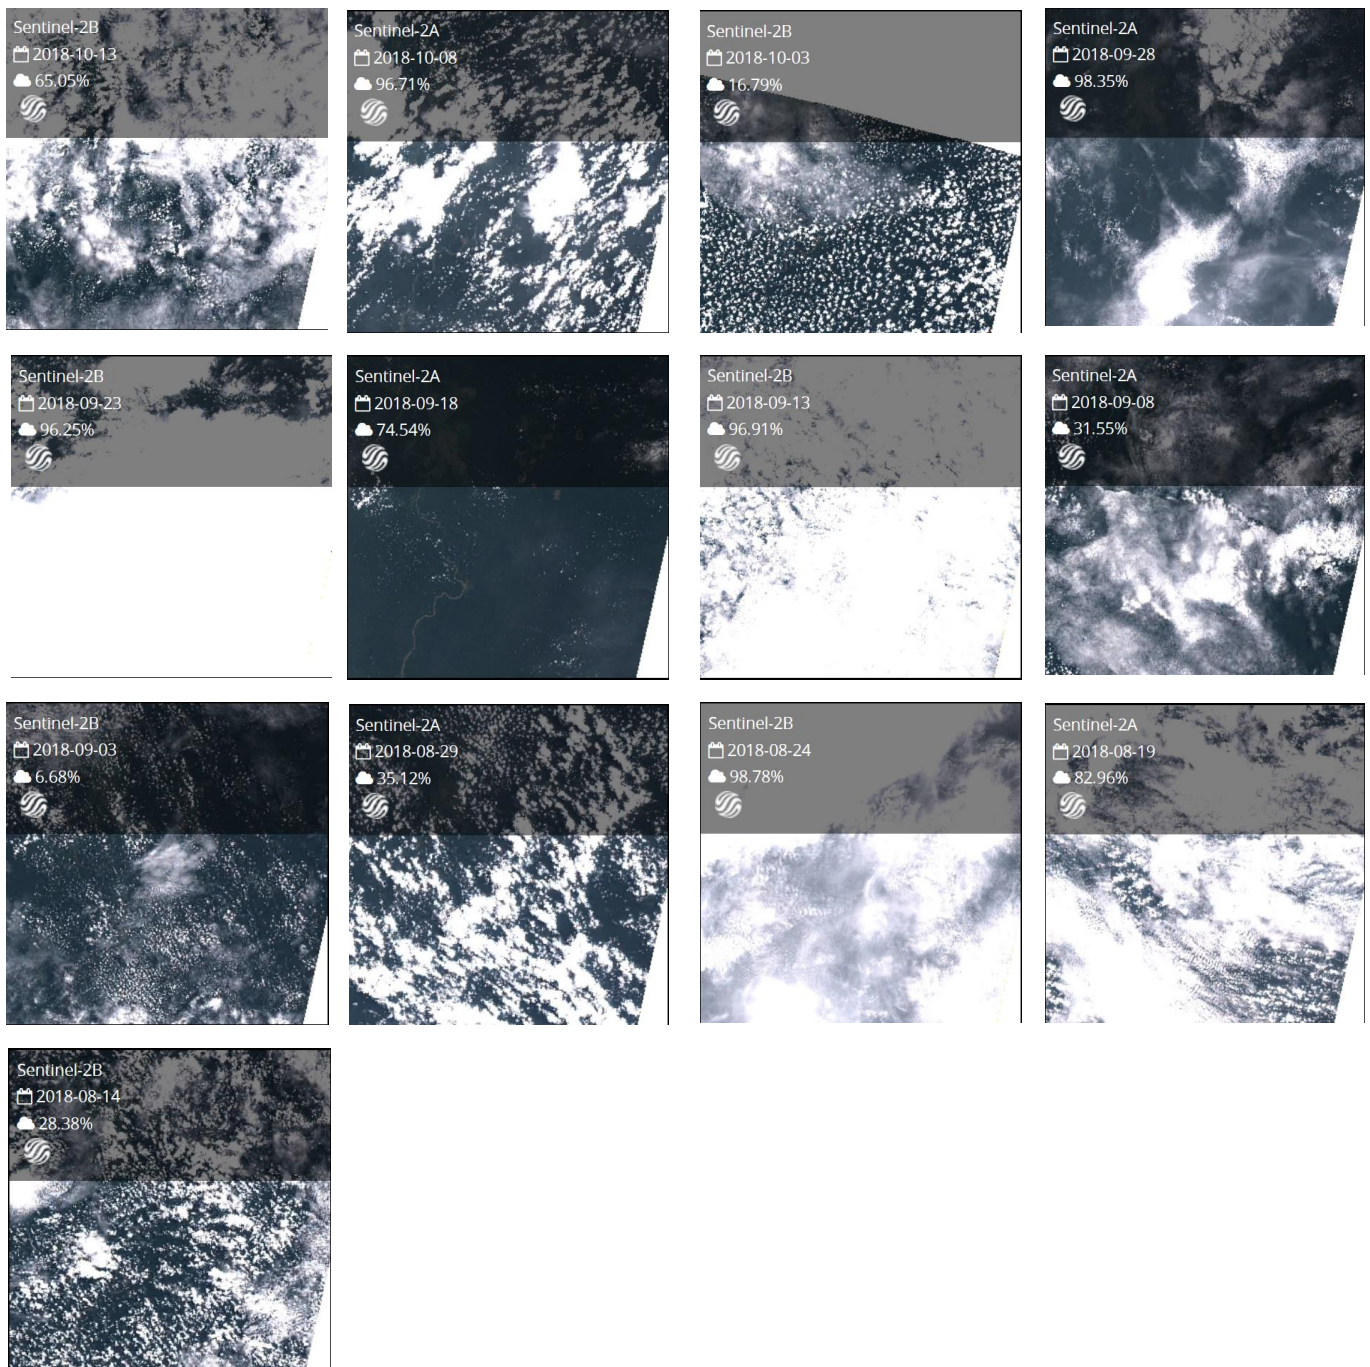 Sentinel-2B
2018-10-13
65.05%
Sentinel-2A
2018-10-08
96.71%
Sentinel-2B
2018-10-03
16.79%
Sentinel-2A
2018-09-28
98.35%
Sentinel-2B
2018-09-23
96.25%
Sentinel-2A
2018-09-18
74.54%
Sentinel-2B
2018-09-13
96.91%
Sentinel-2A
2018-09-08
31.55%
Sentinel-2B
2018-09-03
6.68%
Sentinel-2A
2018-08-29
35.12%
Sentinel-2B
2018-08-24
98.78%
Sentinel-2A
2018-08-19
82.96%
Sentinel-2B
2018-08-14
28.38%